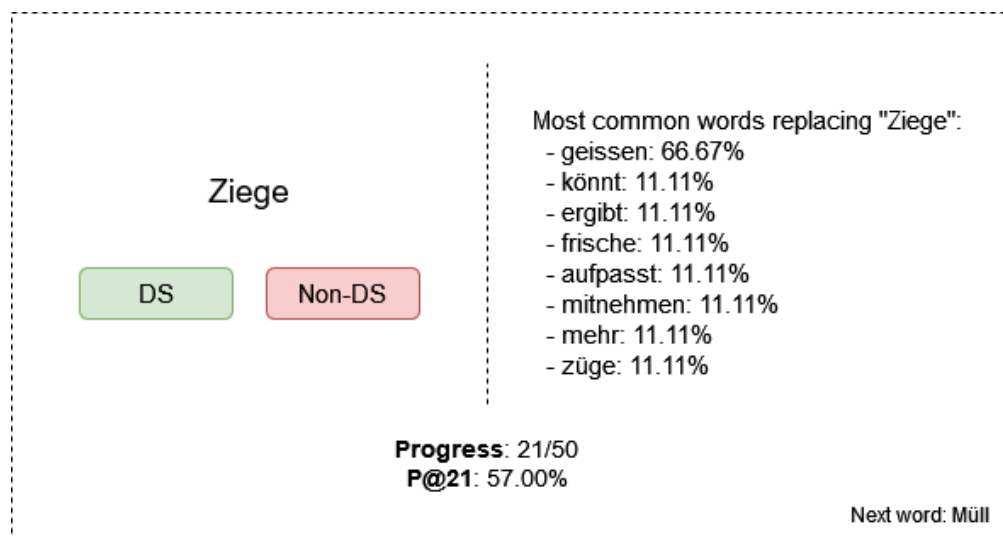 Ziege
DS
Non-DS
Most common words replacing "Ziege":
- geissen: 66.67%
- könnt: 11.11%
- ergibt: 11.11%
- frische: 11.11%
- aufpasst: 11.11%
- mitnehmen: 11.11%
- mehr: 11.11%
- züge: 11.11%
Progress: 21/50
P@21: 57.00%
Next word: Müll